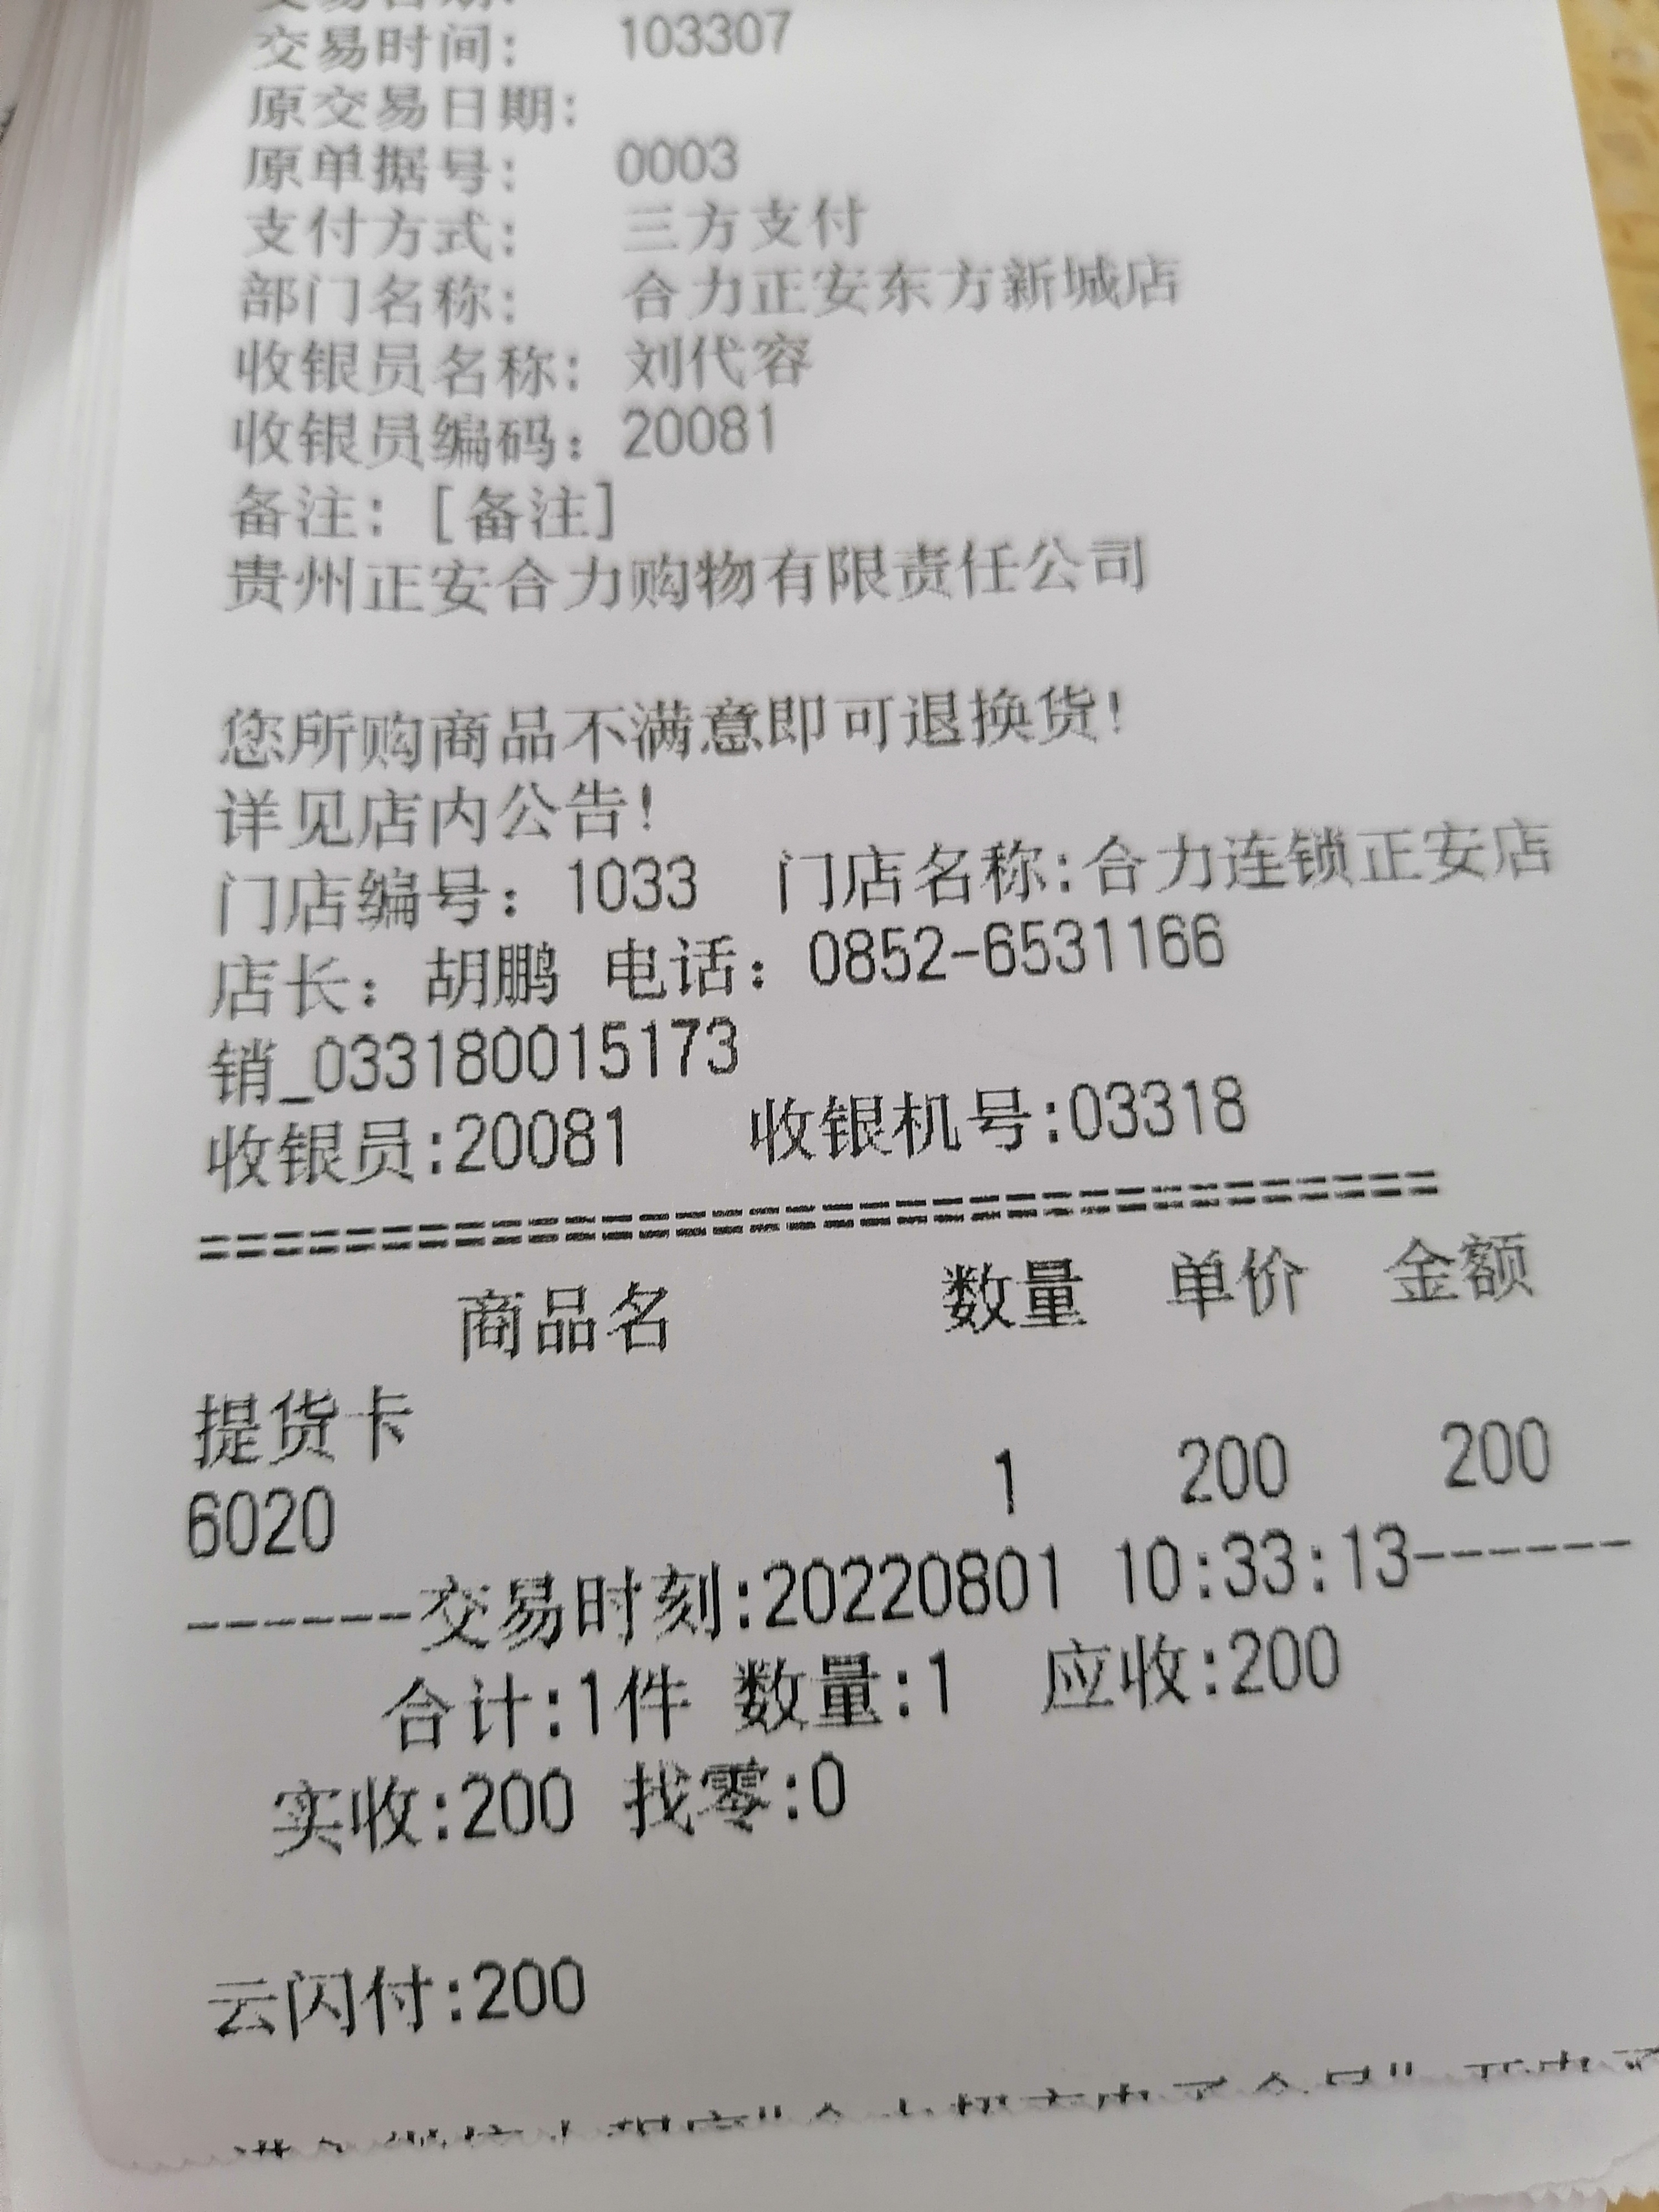 交易时间: 103307
原交易日期:
原单据号: 0003
支付方式: 三方支付
部门名称: 合力正安东方新城店
收银员名称: 刘代容
收银员编码: 20081
备注: [备注]
贵州正安合力购物有限责任公司
您所购商品不满意即可退换货!
详见店内公告!
门店编号: 1033 门店名称:合力连锁正安店
店长: 胡鹏 电话: 0852-6531166
销_033180015173
收银员:20081 收银机号:03318
======================================
商品名 数量 单价 金额
提货卡
6020 1 200 200
------交易时刻:20220801 10:33:13------
合计:1件 数量:1 应收:200
实收:200 找零:0
云闪付:200